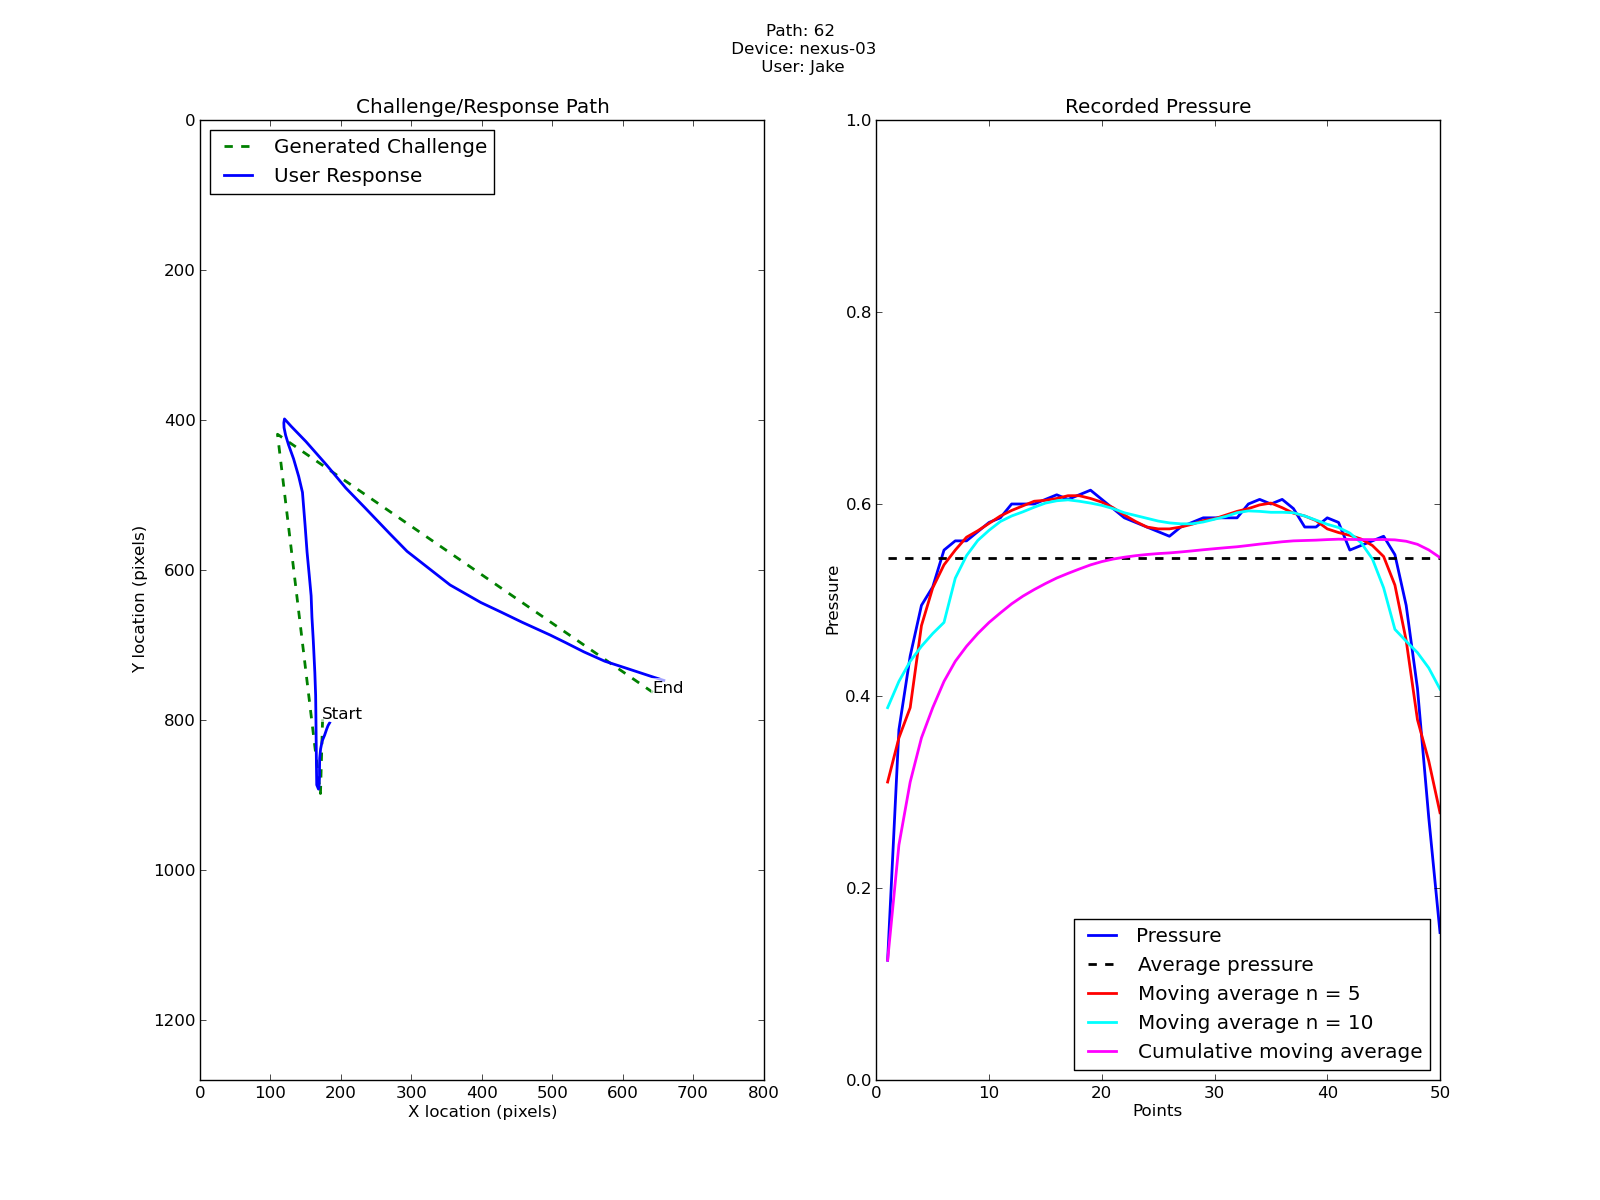 Path: 62
Device: nexus-03
User: Jake
Challenge/Response Path
Generated Challenge
User Response
0
200
400
600
800
1000
1200
Y location (pixels)
Start
End
0 100 200 300 400 500 600 700 800
X location (pixels)
Recorded Pressure
1.0
0.8
0.6
0.4
0.2
0.0
Pressure
Pressure
Average pressure
Moving average n = 5
Moving average n = 10
Cumulative moving average
0 10 20 30 40 50
Points